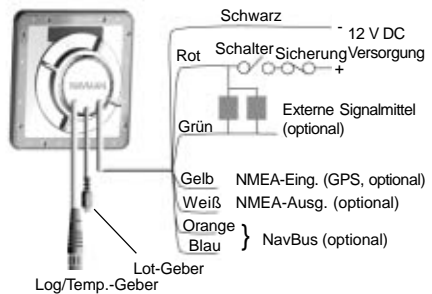 Schwarz
- 12 V DC
Versorgung
Rot Schalter Sicherung +
NAVMAN
Externe Signalmittel
(optional)
Grün
Gelb NMEA-Eing. (GPS, optional)
Weiß NMEA-Ausg. (optional)
Orange
Blau } NavBus (optional)
Lot-Geber
Log/Temp.-Geber